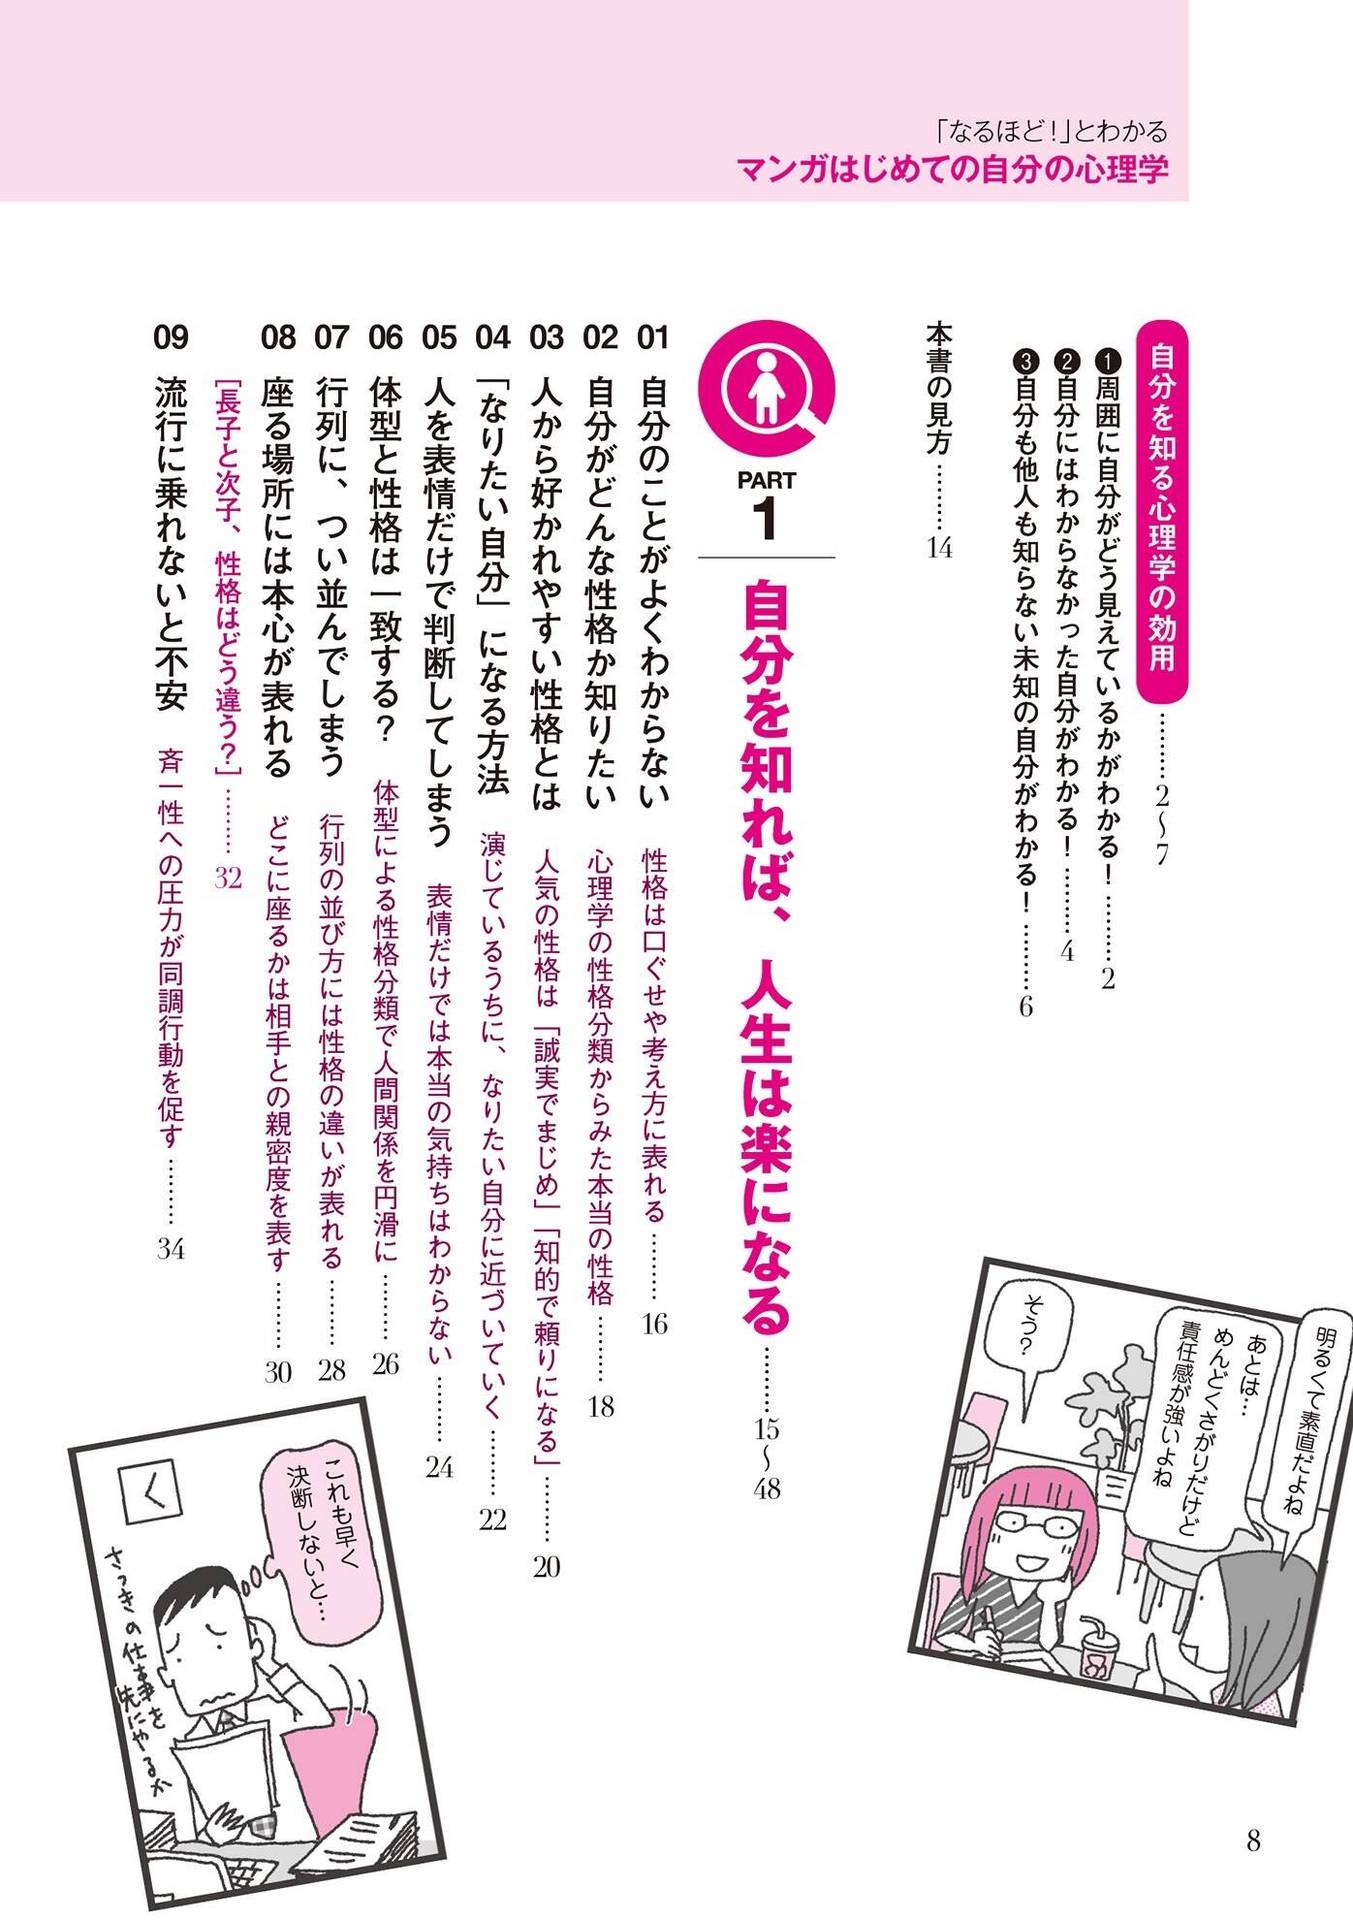 「なるほど！」とわかる
マンガはじめての自分の心理学
自分を知る心理学の効用………2〜7
❶周囲に自分がどう見えているかがわかる！………2
❷自分にはわからなかった自分がわかる！………4
❸自分も他人も知らない未知の自分がわかる！………6
本書の見方………14
PART
1
自分を知れば、人生は楽になる………15〜48
01 自分のことがよくわからない 性格は口ぐせや考え方に表れる………16
02 自分がどんな性格か知りたい 心理学の性格分類からみた本当の性格………18
03 人から好かれやすい性格とは 人気の性格は「誠実でまじめ」「知的で頼りになる」………20
04 「なりたい自分」になる方法 演じているうちに、なりたい自分に近づいていく………22
05 人を表情だけで判断してしまう 表情だけでは本当の気持ちはわからない………24
06 体型と性格は一致する？ 体型による性格分類で人間関係を円滑に………26
07 行列に、つい並んでしまう 行列の並び方には性格の違いが表れる………28
08 座る場所には本心が表れる どこに座るかは相手との親密度を表す………30
［長子と次子、性格はどう違う？］………32
09 流行に乗れないと不安 斉一性への圧力が同調行動を促す………34
明るくて素直だよね
あとは…
めんどくさがりだけど
責任感が強いよね
そう？
これも早く
決断しないと…
く
さっきの仕事を
先にやるか
8